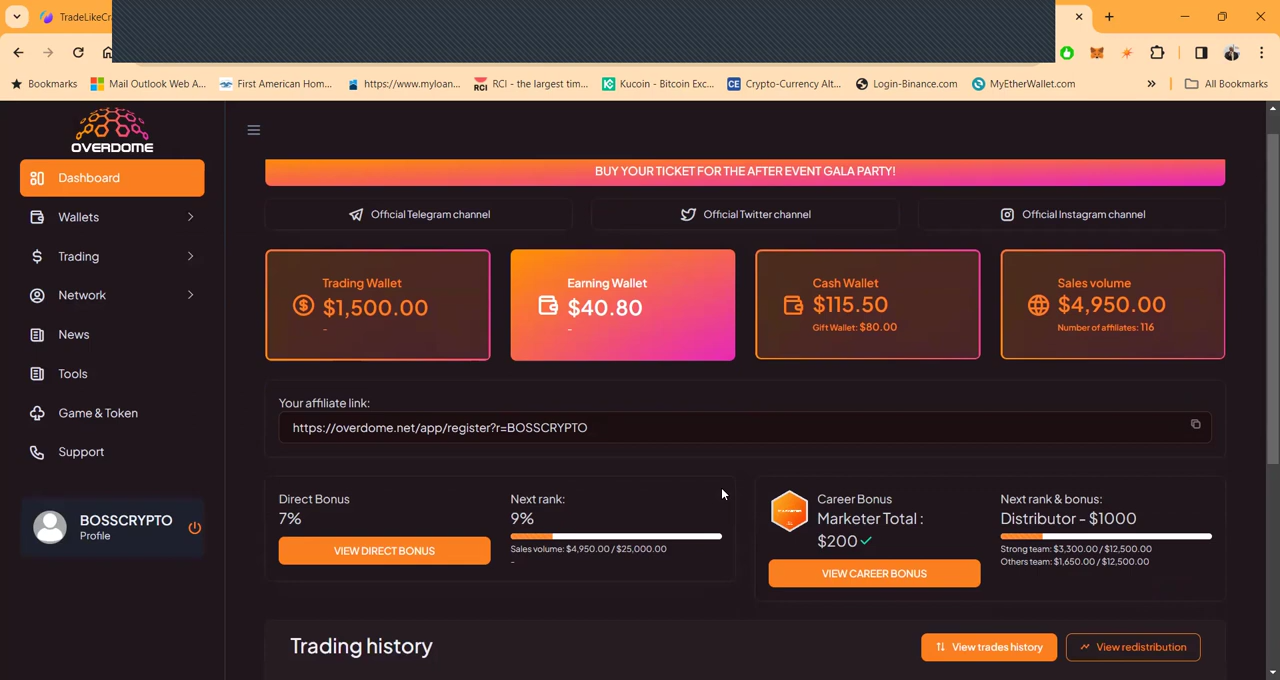 TradeLikeCra
Bookmarks
Mail Outlook Web A...
First American Hom...
https://www.myloan...
RCI - the largest tim...
Kucoin - Bitcoin Exc...
Crypto-Currency Alt...
Login-Binance.com
MyEtherWallet.com
All Bookmarks
OVERDOME
Dashboard
Wallets
Trading
Network
News
Tools
Game & Token
Support
BOSSCRYPTO
Profile
BUY YOUR TICKET FOR THE AFTER EVENT GALA PARTY!
Official Telegram channel
Official Twitter channel
Official Instagram channel
Trading Wallet
$1,500.00
-
Earning Wallet
$40.80
-
Cash Wallet
$115.50
Gift Wallet: $80.00
Sales volume
$4,950.00
Number of affiliates: 116
Your affiliate link:
https://overdome.net/app/register?r=BOSSCRYPTO
Direct Bonus
7%
VIEW DIRECT BONUS
Next rank:
9%
Sales volume: $4,950.00 / $25,000.00
-
Career Bonus
Marketer Total :
$200
VIEW CAREER BONUS
Next rank & bonus:
Distributor - $1000
Strong team: $3,300.00 / $12,500.00
Others team: $1,650.00 / $12,500.00
Trading history
View trades history
View redistribution